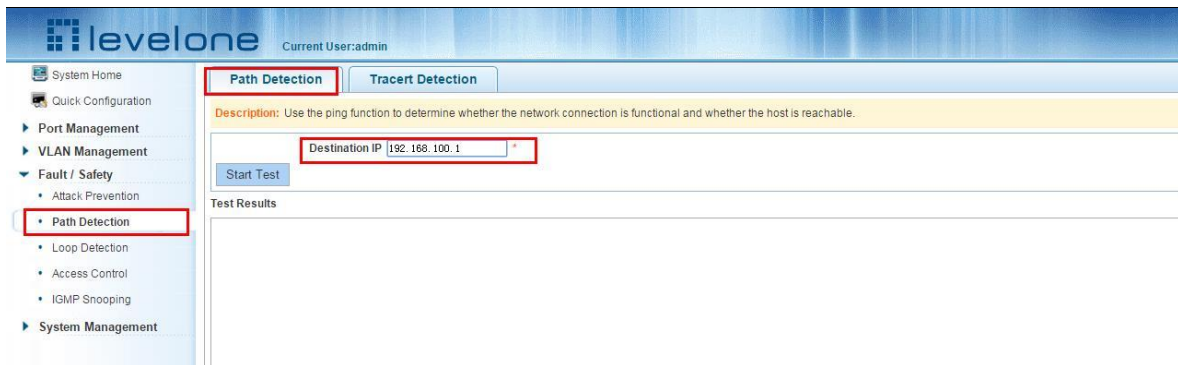 levelone
Current User:admin
System Home
Quick Configuration
Port Management
VLAN Management
Fault / Safety
Attack Prevention
Path Detection
Loop Detection
Access Control
IGMP Snooping
System Management
Path Detection
Tracert Detection
Description: Use the ping function to determine whether the network connection is functional and whether the host is reachable.
Destination IP 192.168.100.1 *
Start Test
Test Results